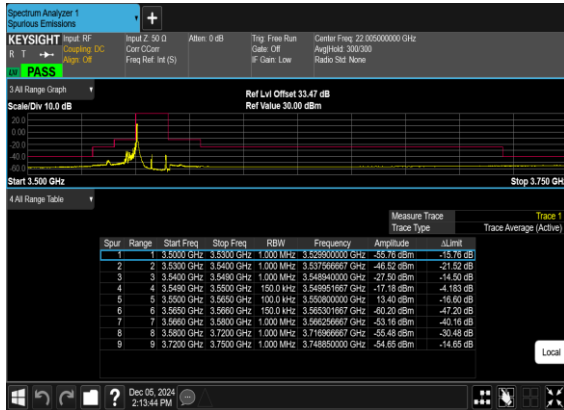 Spectrum Analyzer 1
Spurious Emissions
+
KEYSIGHT Input: RF Input Z: 50 Ω Atten: 0 dB Trig: Free Run Center Freq: 22.005000000 GHz
R T Coupling: DC Corr CCorr Gate: Off Avg|Hold: 300/300
Align: Off Freq Ref: Int (S) IF Gain: Low Radio Std: None
LW PASS
3 All Range Graph
Ref Lvl Offset 33.47 dB
Scale/Div 10.0 dB Ref Value 30.00 dBm
20.0
0.00
-20.0
-40.0
-60.0
Start 3.500 GHz Stop 3.750 GHz
4 All Range Table
Measure Trace Trace 1
Trace Type Trace Average (Active)
Spur Range Start Freq Stop Freq RBW Frequency Amplitude ΔLimit
1 1 3.5000 GHz 3.5300 GHz 1.000 MHz 3.529900000 GHz -55.76 dBm -15.76 dB
2 2 3.5300 GHz 3.5400 GHz 1.000 MHz 3.537566667 GHz -46.52 dBm -21.52 dB
3 3 3.5400 GHz 3.5490 GHz 1.000 MHz 3.548940000 GHz -27.50 dBm -14.50 dB
4 4 3.5490 GHz 3.5500 GHz 150.0 kHz 3.549951667 GHz -17.18 dBm -4.183 dB
5 5 3.5500 GHz 3.5650 GHz 100.0 kHz 3.550800000 GHz 13.40 dBm -16.60 dB
6 6 3.5650 GHz 3.5660 GHz 150.0 kHz 3.565301667 GHz -60.20 dBm -47.20 dB
7 7 3.5660 GHz 3.5800 GHz 1.000 MHz 3.566256667 GHz -53.16 dBm -40.16 dB
8 8 3.5800 GHz 3.7200 GHz 1.000 MHz 3.716966667 GHz -55.48 dBm -30.48 dB
9 9 3.7200 GHz 3.7500 GHz 1.000 MHz 3.748850000 GHz -54.65 dBm -14.65 dB
Local
? Dec 05, 2024
2:13:44 PM